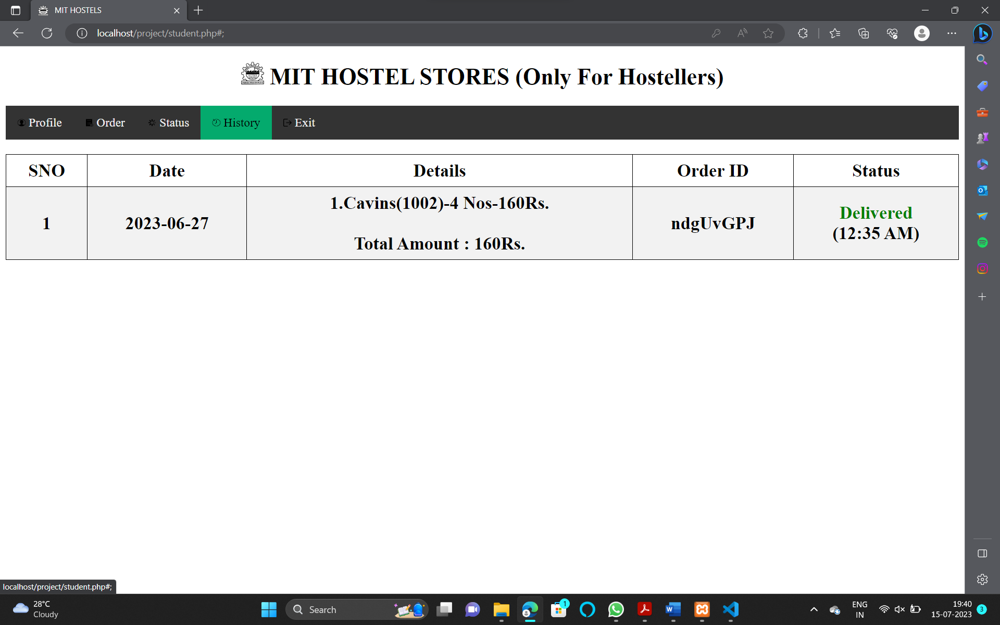 MIT HOSTELS
localhost/project/student.php#;
MIT HOSTEL STORES (Only For Hostellers)
Profile
Order
Status
History
Exit
SNO
Date
Details
Order ID
Status
1
2023-06-27
1.Cavins(1002)-4 Nos-160Rs.
Total Amount : 160Rs.
ndgUvGPJ
Delivered
(12:35 AM)
localhost/project/student.php#;
28°C
Cloudy
Search
1
ENG
IN
19:40
15-07-2023
3